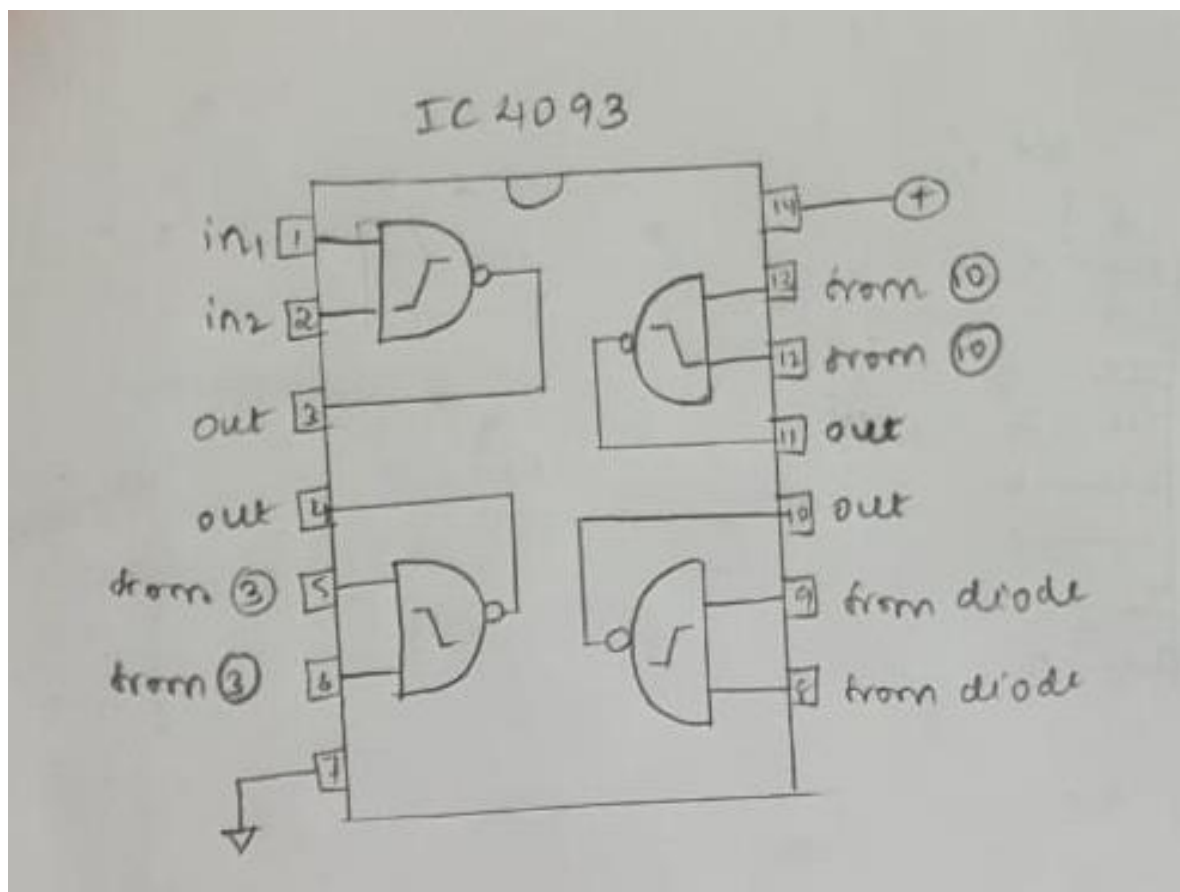 IC 4093
in1 1
in2 2
out 3
out 4
from 3 5
from 3 6
7
14 +
13 from 10
12 from 10
11 out
10 out
9 from diode
8 from diode